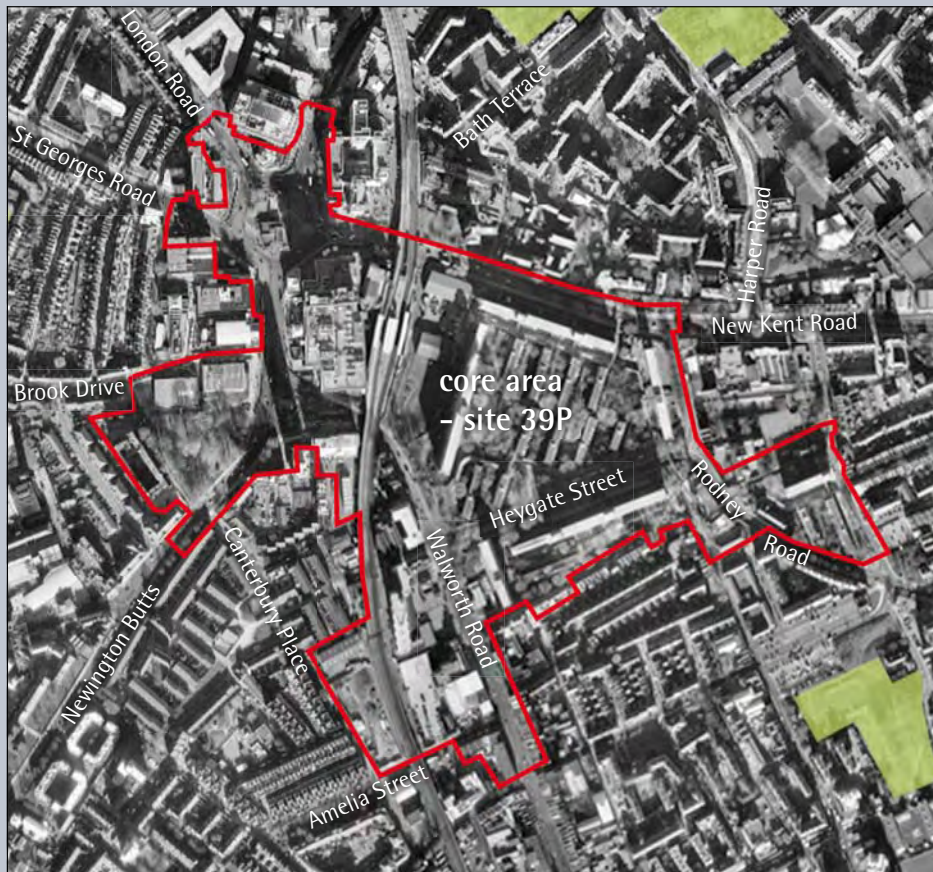 London Road
Bath Terrace
St Georges Road
Harper Road
New Kent Road
Brook Drive
core area
– site 39P
Heygate Street
Rodney
Road
Canterbury Place
Walworth Road
Newington Butts
Amelia Street